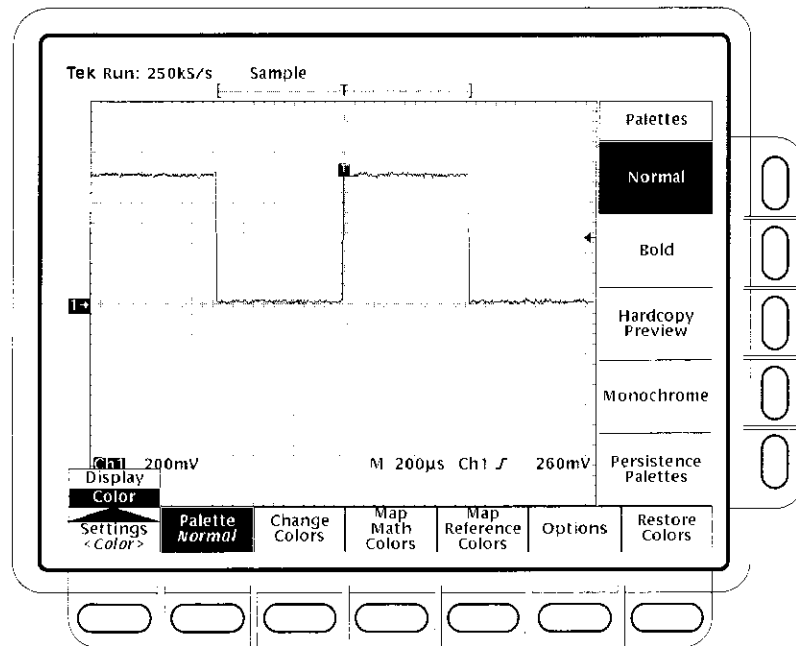 Tek Run: 250kS/s Sample
[ T ]
Palettes
T
Normal
Bold
1→
Hardcopy
Preview
Monochrome
Ch1 200mV M 200µs Ch1 ƒ 260mV
Persistence
Palettes
Display
Color
Settings
<Color>
Palette
Normal
Change
Colors
Map
Math
Colors
Map
Reference
Colors
Options
Restore
Colors